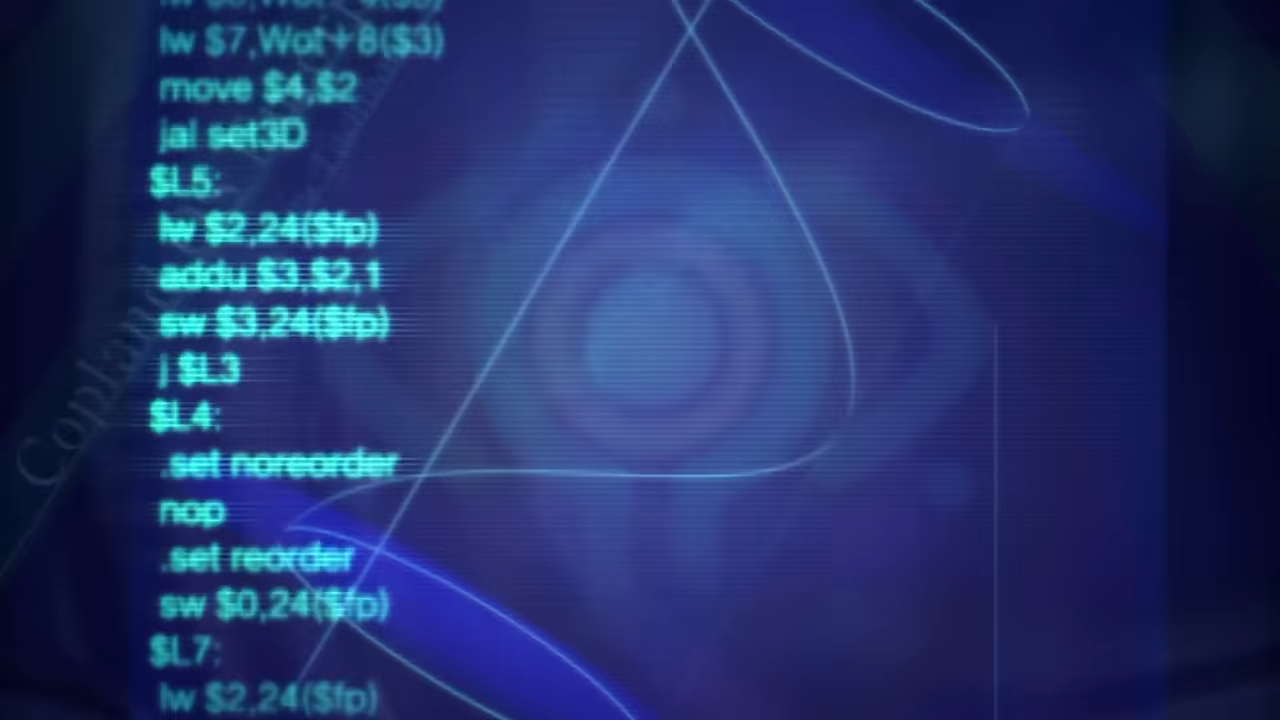 lw $7,Wot+8($3)
move $4,$2
jal set3D
$L5:
lw $2,24($fp)
addu $3,$2,1
sw $3,24($fp)
j $L3
$L4:
.set noreorder
nop
.set reorder
sw $0,24($fp)
$L7:
lw $2,24($fp)
Coplan